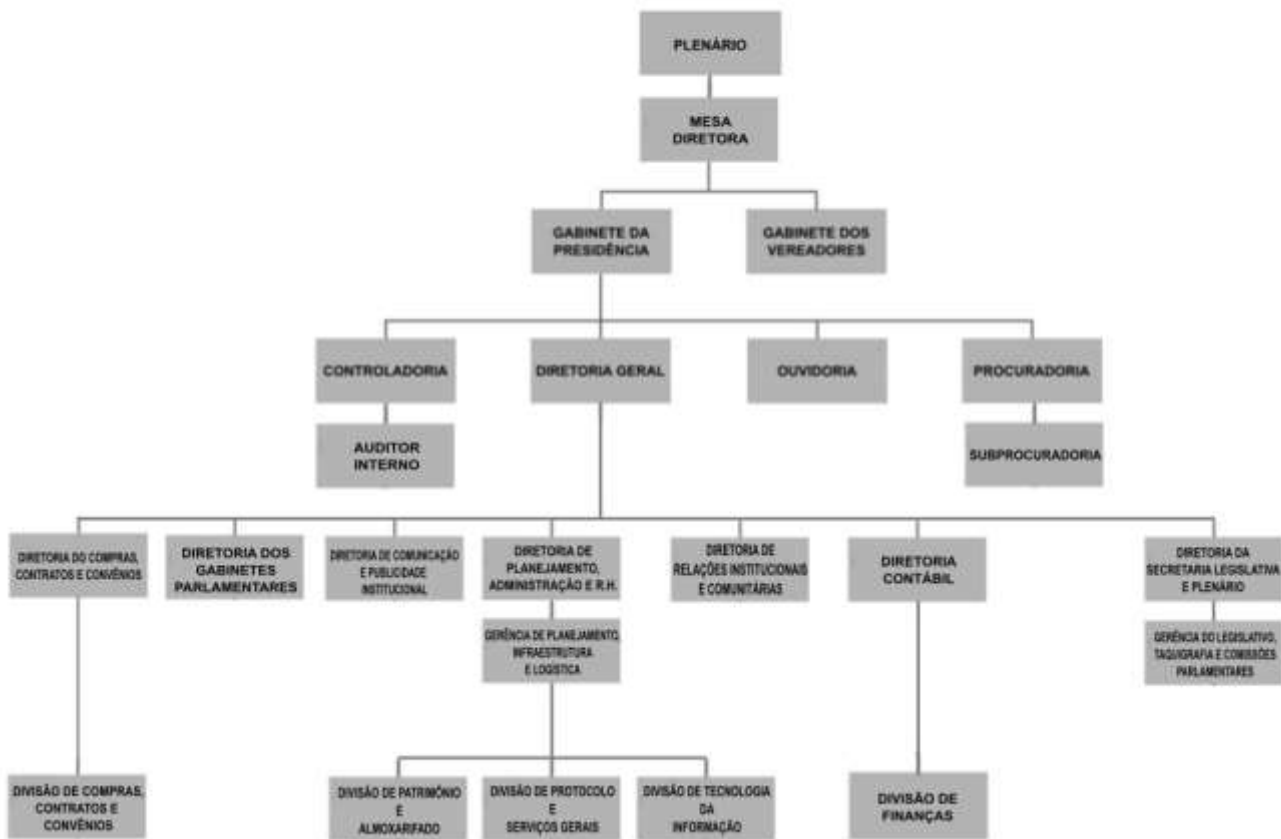 PLENÁRIO
MESA
DIRETORA
GABINETE DA
PRESIDÊNCIA
GABINETE DOS
VEREADORES
CONTROLADORIA
DIRETORIA GERAL
OUVIDORIA
PROCURADORIA
AUDITOR
INTERNO
SUBPROCURADORIA
DIRETORIA DO COMPRAS,
CONTRATOS E CONVÊNIOS
DIRETORIA DOS
GABINETES
PARLAMENTARES
DIRETORIA DE COMUNICAÇÃO
E PUBLICIDADE
INSTITUCIONAL
DIRETORIA DE
PLANEJAMENTO,
ADMINISTRAÇÃO E R.H.
DIRETORIA DE
RELAÇÕES INSTITUCIONAIS
E COMUNITÁRIAS
DIRETORIA
CONTÁBIL
DIRETORIA DA
SECRETARIA LEGISLATIVA
E PLENÁRIO
GERÊNCIA DE PLANEJAMENTO,
INFRAESTRUTURA
E LOGISTICA
GERÊNCIA DO LEGISLATIVO,
TAQUIGRAFIA E COMISSÕES
PARLAMENTARES
DIVISÃO DE COMPRAS,
CONTRATOS E
CONVÊNIOS
DIVISÃO DE PATRIMÔNIO
E
ALMOXARIFADO
DIVISÃO DE PROTOCOLO
E
SERVIÇOS GERAIS
DIVISÃO DE TECNOLOGIA
DA
INFORMAÇÃO
DIVISÃO DE
FINANÇAS